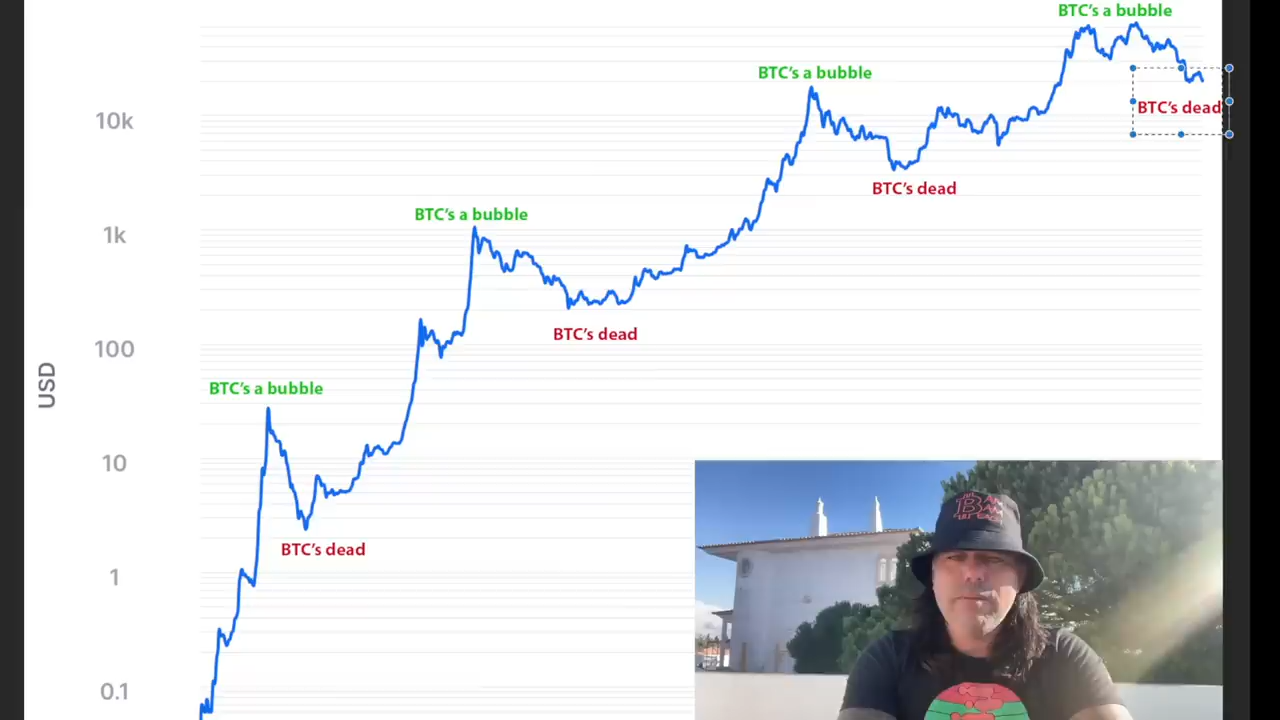 BTC's a bubble
BTC's a bubble
BTC's dead
10k
BTC's dead
BTC's a bubble
1k
BTC's dead
100
USD
BTC's a bubble
10
BTC's dead
1
0.1